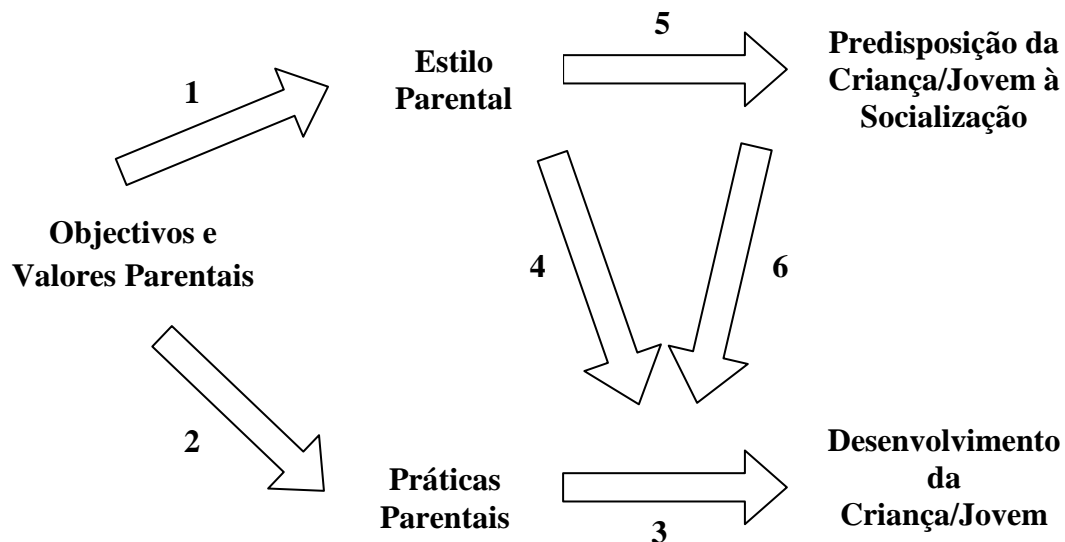 5
Estilo
Parental
Predisposição da
Criança/Jovem à
Socialização
1
Objectivos e
Valores Parentais
4
6
2
Práticas
Parentais
3
Desenvolvimento
da
Criança/Jovem